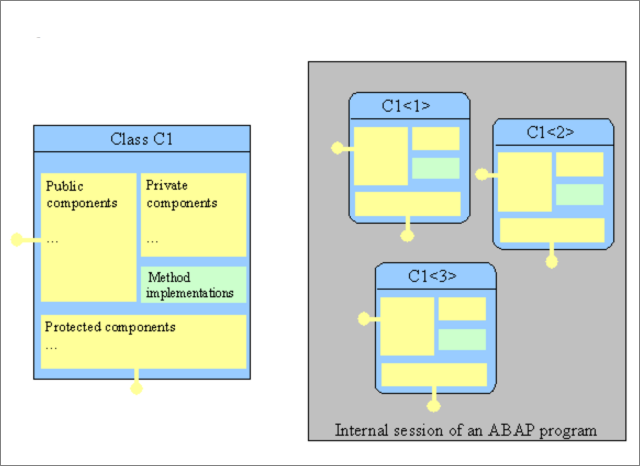 Class C1
Public
components
...
Private
components
...
Method
implementations
Protected components
...
C1<1>
C1<2>
C1<3>
Internal session of an ABAP program